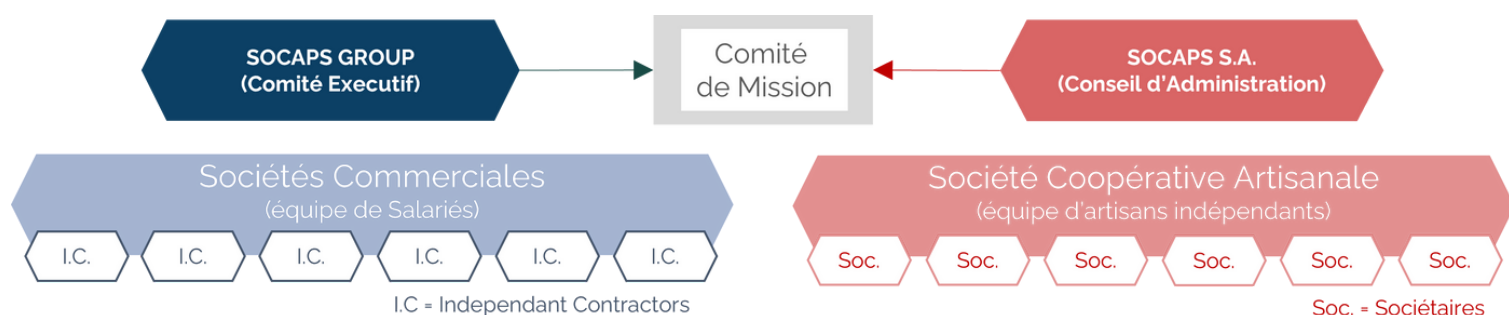 SOCAPS GROUP
(Comité Executif)
Comité
de Mission
SOCAPS S.A.
(Conseil d'Administration)
Sociétés Commerciales
(équipe de Salariés)
I.C.
I.C.
I.C.
I.C.
I.C.
I.C.
I.C = Independant Contractors
Société Coopérative Artisanale
(équipe d'artisans indépendants)
Soc.
Soc.
Soc.
Soc.
Soc.
Soc.
Soc. = Sociétaires